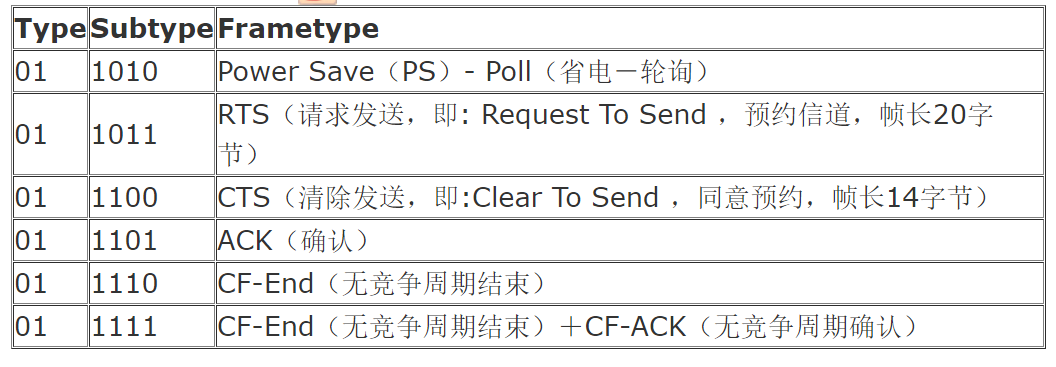 Type Subtype Frametype
01 1010 Power Save（PS）- Poll（省电－轮询）
01 1011 RTS（请求发送，即: Request To Send ，预约信道，帧长20字
节）
01 1100 CTS（清除发送，即:Clear To Send ，同意预约，帧长14字节）
01 1101 ACK（确认）
01 1110 CF-End（无竞争周期结束）
01 1111 CF-End（无竞争周期结束）＋CF-ACK（无竞争周期确认）